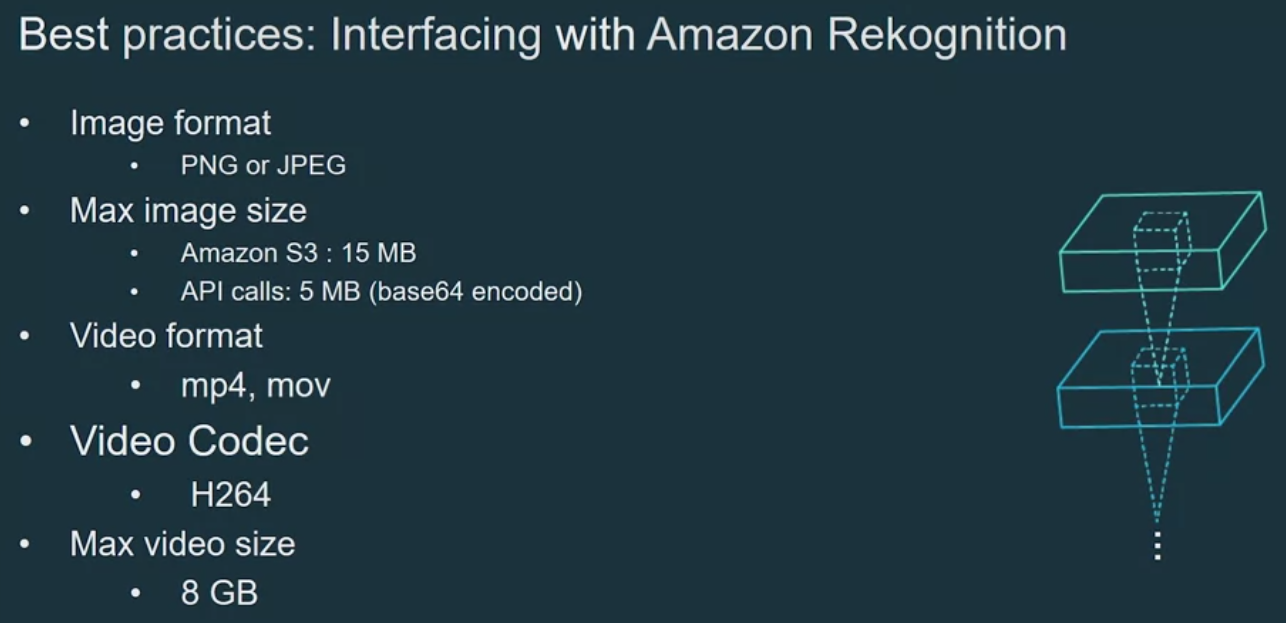 Best practices: Interfacing with Amazon Rekognition
• Image format
• PNG or JPEG
• Max image size
• Amazon S3 : 15 MB
• API calls: 5 MB (base64 encoded)
• Video format
• mp4, mov
• Video Codec
• H264
• Max video size
• 8 GB